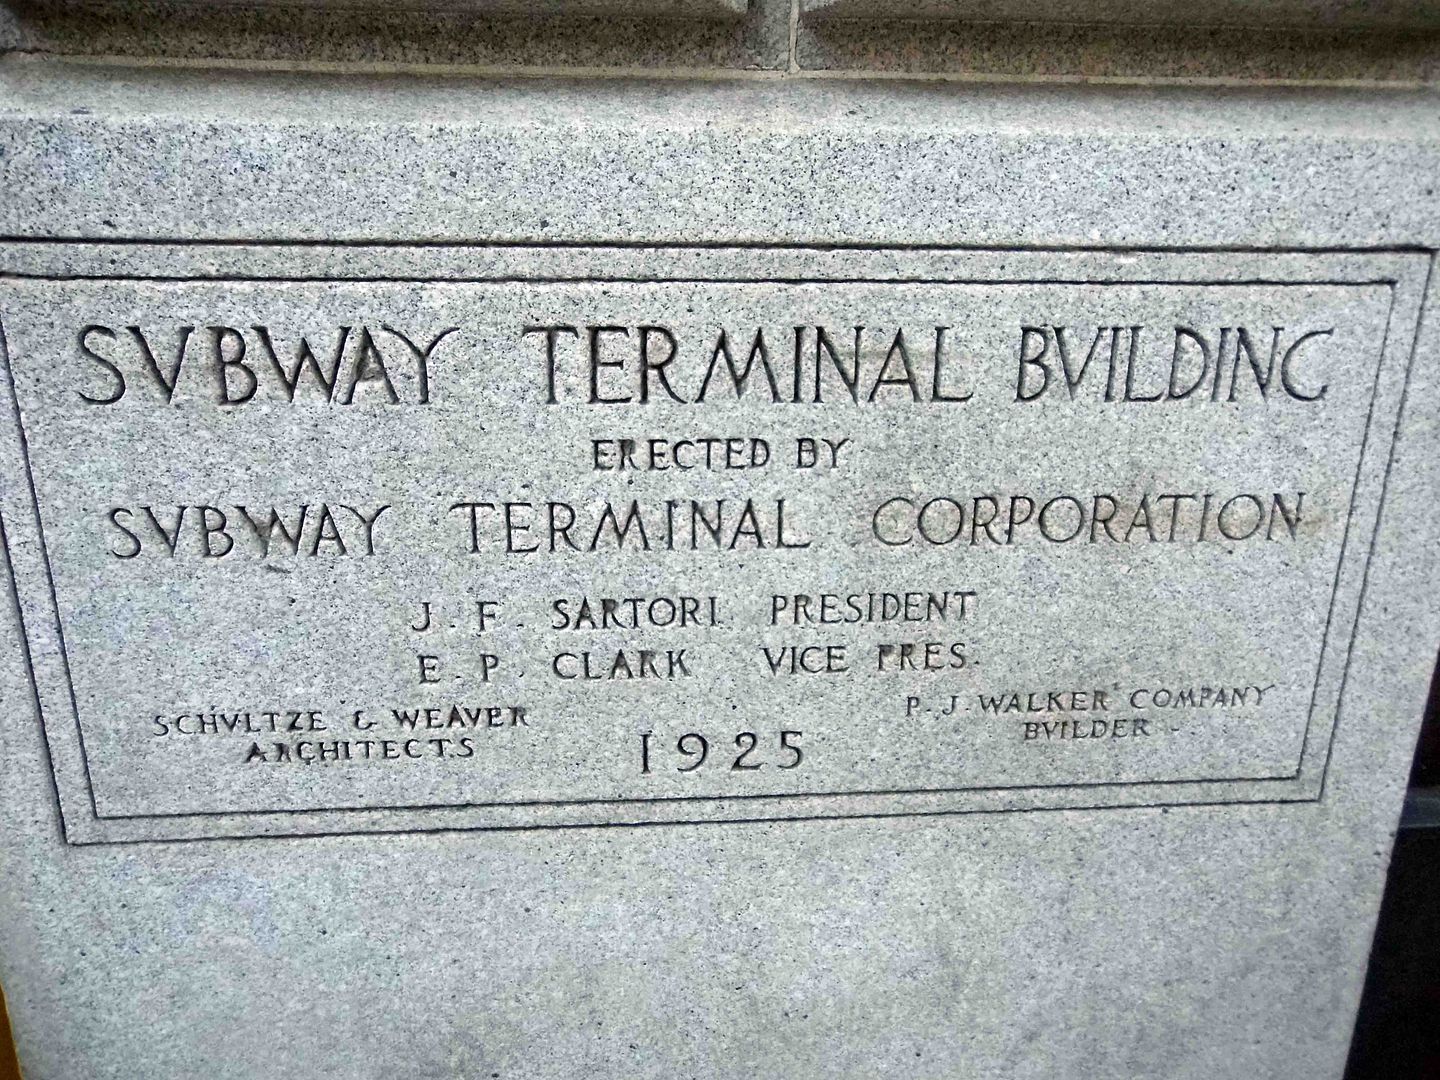 SVBWAY TERMINAL BVILDING
ERECTED BY
SVBWAY TERMINAL CORPORATION
J. F. SARTORI. PRESIDENT
E. P. CLARK VICE PRES.
SCHVLTZE & WEAVER
ARCHITECTS
1925
P. J. WALKER COMPANY
BVILDER